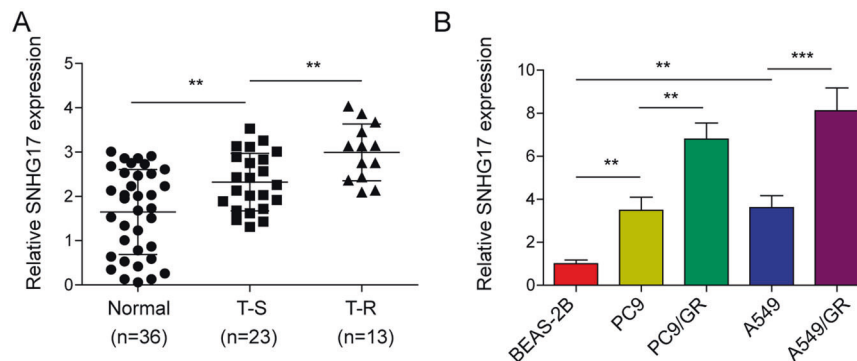 A
Relative SNHG17 expression
5
4
3
2
1
0
**
**
Normal
T-S
T-R
(n=36)
(n=23)
(n=13)
B
Relative SNHG17 expression
10
8
6
4
2
0
**
***
**
**
BEAS-2B
PC9
PC9/GR
A549
A549/GR